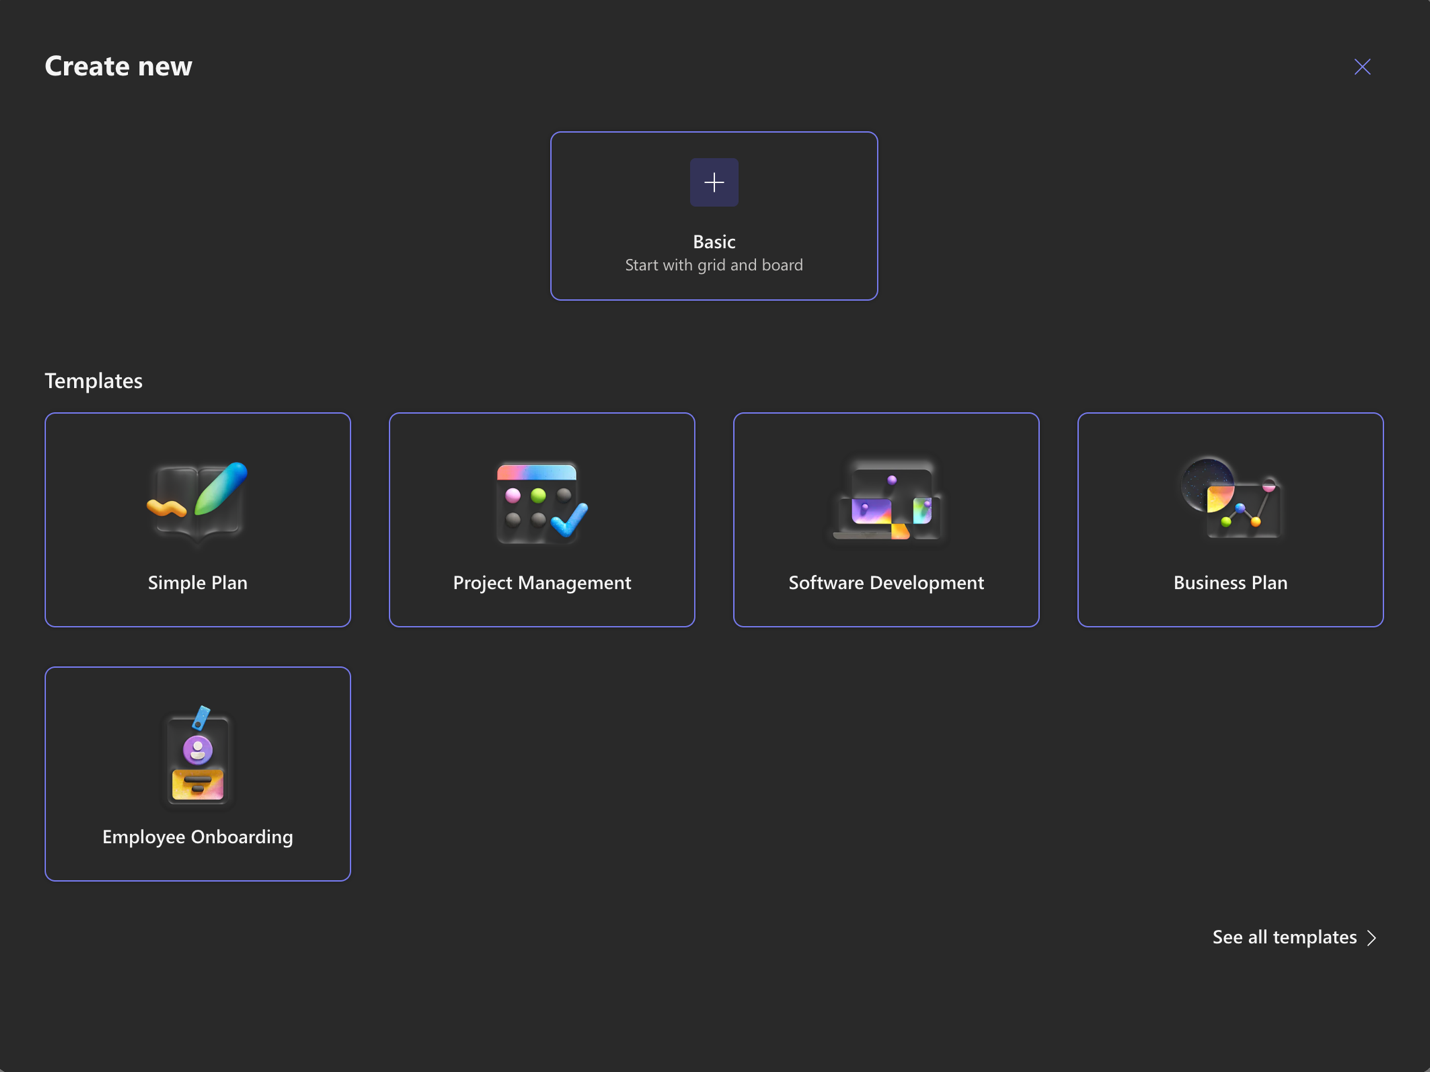 Create new
Basic
Start with grid and board
Templates
Simple Plan
Project Management
Software Development
Business Plan
Employee Onboarding
See all templates